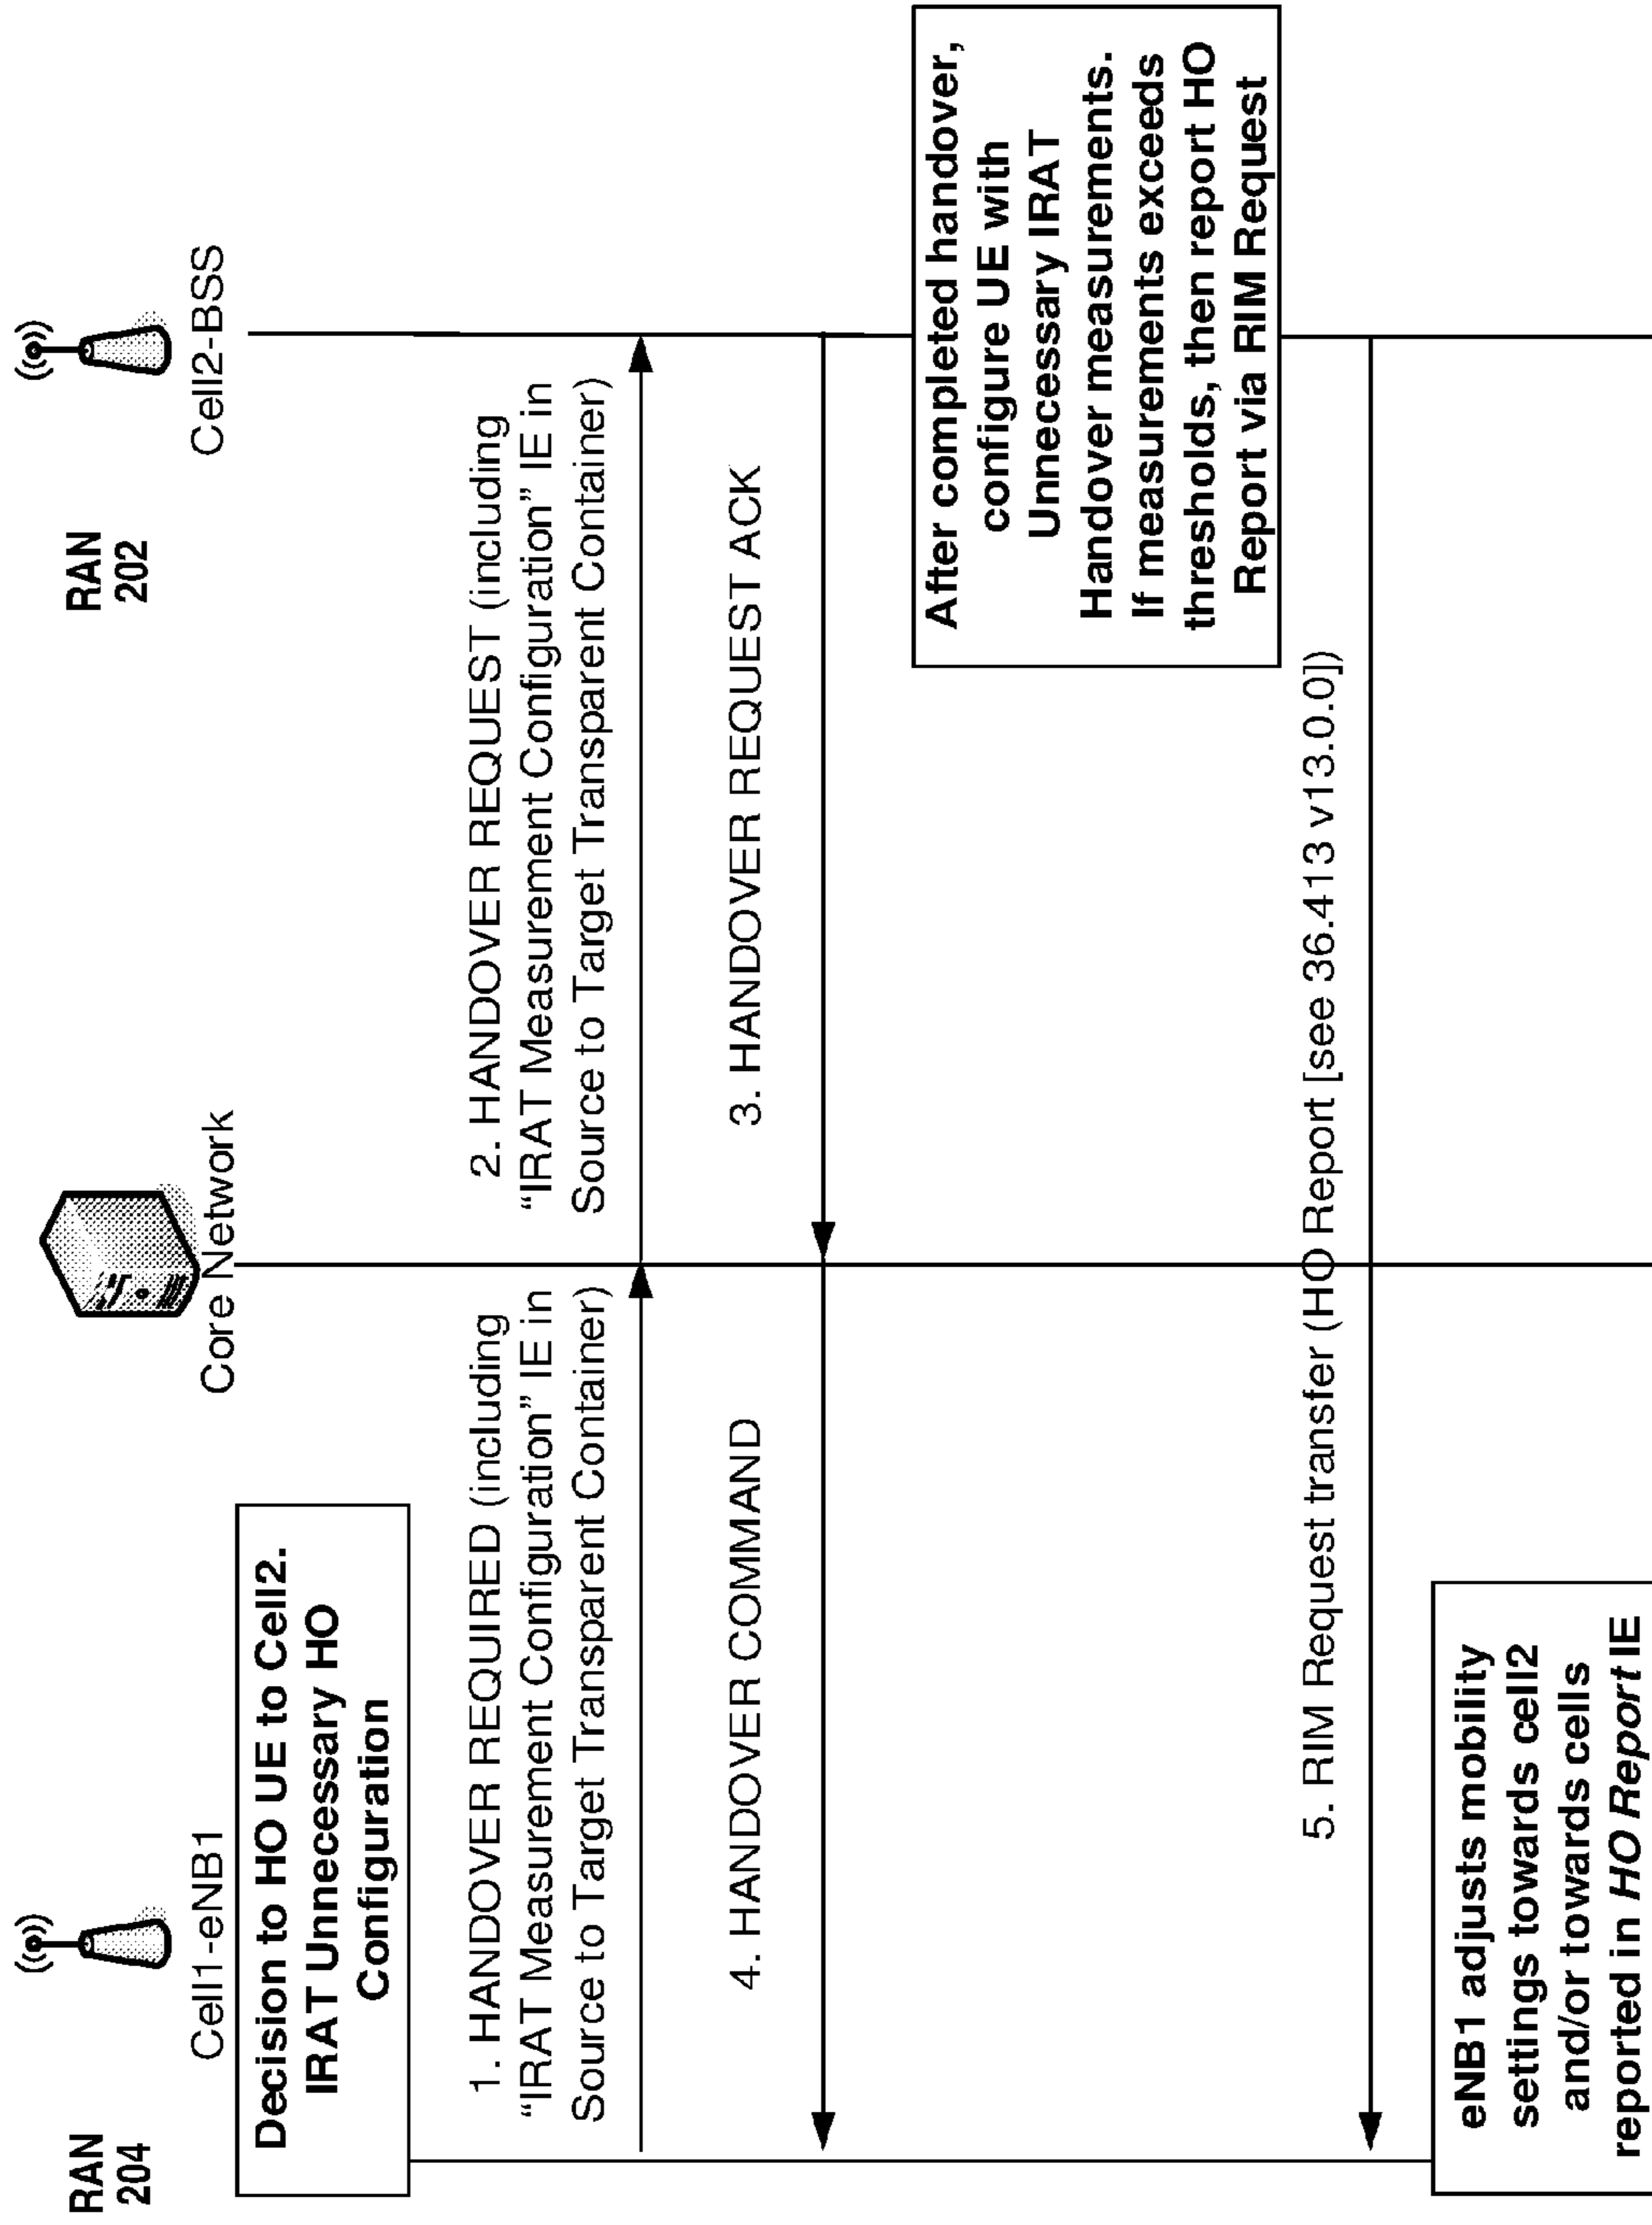 RAN
204
Cell1-eNB1
Core Network
RAN
202
Cell2-BSS
Decision to HO UE to Cell2.
IRAT Unnecessary HO
Configuration
1. HANDOVER REQUIRED (including
“IRAT Measurement Configuration” IE in
Source to Target Transparent Container)
2. HANDOVER REQUEST (including
“IRAT Measurement Configuration” IE in
Source to Target Transparent Container)
3. HANDOVER REQUEST ACK
4. HANDOVER COMMAND
After completed handover,
configure UE with
Unnecessary IRAT
Handover measurements.
If measurements exceeds
thresholds, then report HO
Report via RIM Request
5. RIM Request transfer (HO Report [see 36.413 v13.0.0])
eNB1 adjusts mobility
settings towards cell2
and/or towards cells
reported in HO Report IE